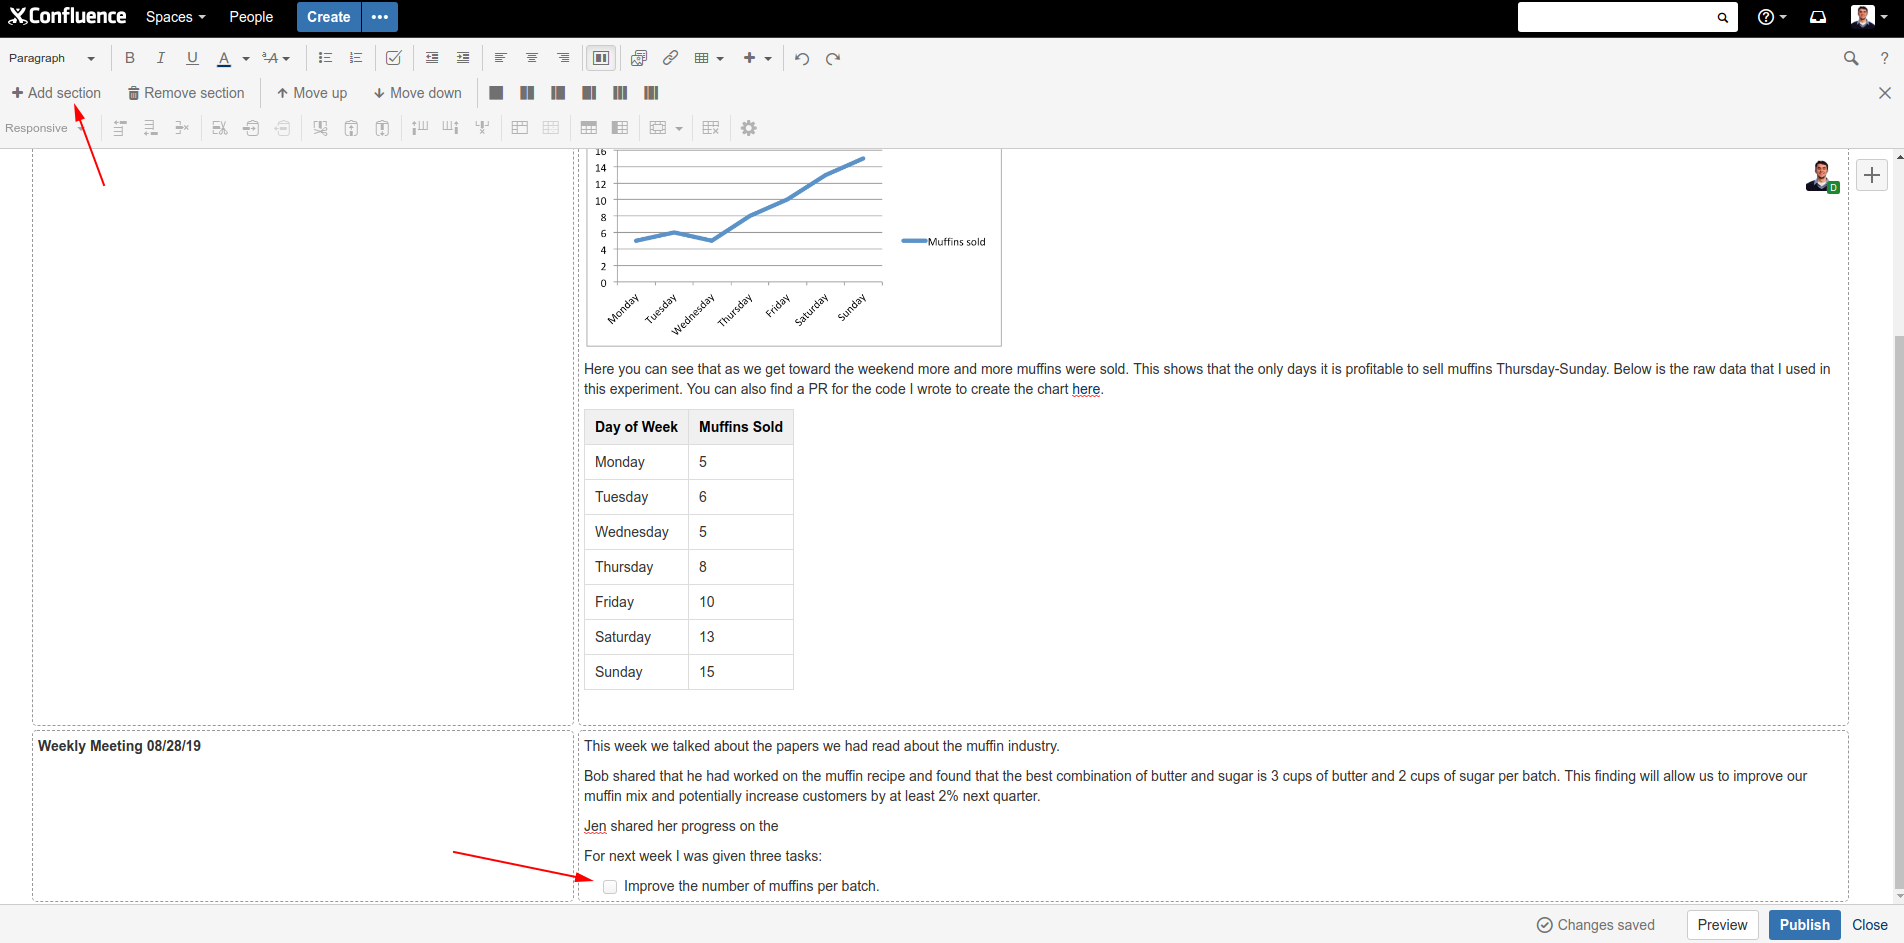 Confluence Spaces People Create •••
Paragraph B I U A ªA ?
Add section Remove section Move up Move down
Responsive
16
14
12
10
8
6
4
2
0
Monday Tuesday Wednesday Thursday Friday Saturday Sunday
Muffins sold
D
Here you can see that as we get toward the weekend more and more muffins were sold. This shows that the only days it is profitable to sell muffins Thursday-Sunday. Below is the raw data that I used in
this experiment. You can also find a PR for the code I wrote to create the chart here.
Day of Week Muffins Sold
Monday 5
Tuesday 6
Wednesday 5
Thursday 8
Friday 10
Saturday 13
Sunday 15
Weekly Meeting 08/28/19
This week we talked about the papers we had read about the muffin industry.
Bob shared that he had worked on the muffin recipe and found that the best combination of butter and sugar is 3 cups of butter and 2 cups of sugar per batch. This finding will allow us to improve our
muffin mix and potentially increase customers by at least 2% next quarter.
Jen shared her progress on the
For next week I was given three tasks:
Improve the number of muffins per batch.
Changes saved Preview Publish Close